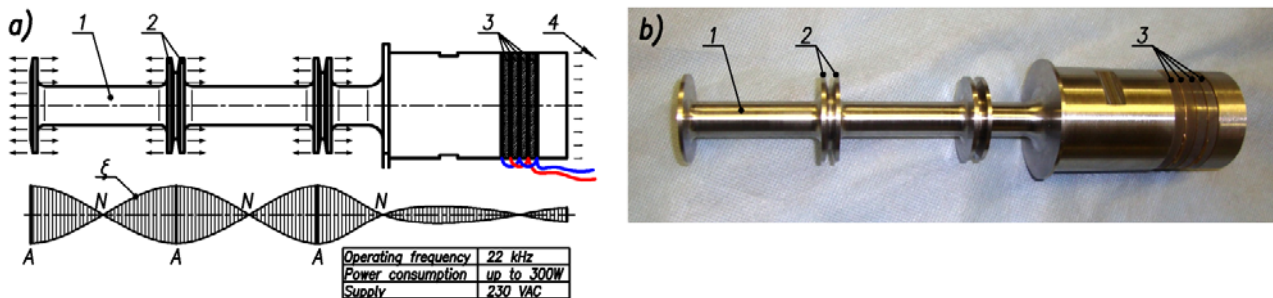 a)
1
2
3
4
ξ
N
N
N
A
A
A
Operating frequency 22 kHz
Power consumption up to 300W
Supply 230 VAC
b)
1
2
3